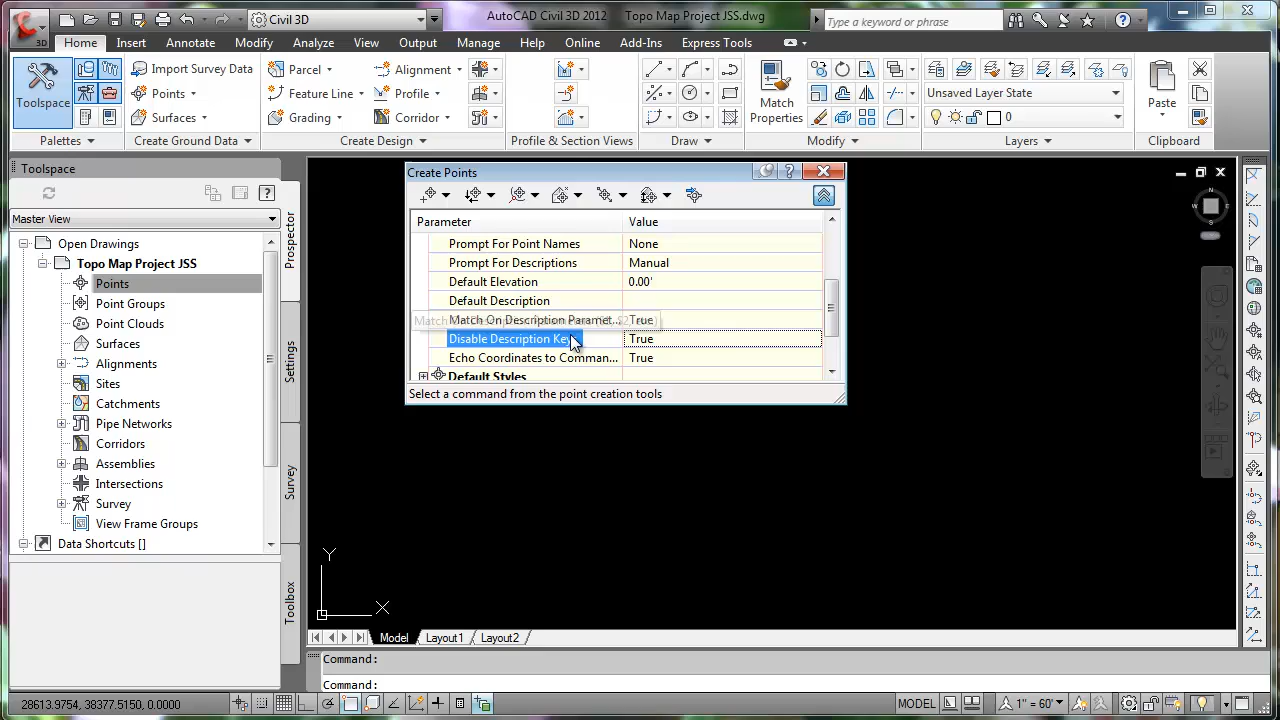 Civil 3D
AutoCAD Civil 3D 2012
Topo Map Project JSS.dwg
Type a keyword or phrase
3D
Home
Insert
Annotate
Modify
Analyze
View
Output
Manage
Help
Online
Add-Ins
Express Tools
Toolspace
Import Survey Data
Points
Surfaces
Parcel
Feature Line
Grading
Alignment
Profile
Corridor
Match
Properties
Unsaved Layer State
0
Paste
Palettes
Create Ground Data
Create Design
Profile & Section Views
Draw
Modify
Layers
Clipboard
Toolspace
Master View
Open Drawings
Topo Map Project JSS
Points
Point Groups
Point Clouds
Surfaces
Alignments
Sites
Catchments
Pipe Networks
Corridors
Assemblies
Intersections
Survey
View Frame Groups
Data Shortcuts []
Prospector
Settings
Survey
Toolbox
Create Points
Parameter
Value
Prompt For Point Names
None
Prompt For Descriptions
Manual
Default Elevation
0.00'
Default Description
Match On Description Paramet...
True
Disable Description Key
True
Echo Coordinates to Comman...
True
Default Styles
Select a command from the point creation tools
N
W
E
S
Y
X
Model
Layout1
Layout2
Command:
Command:
28613.9754, 38377.5150, 0.0000
MODEL
1" = 60'